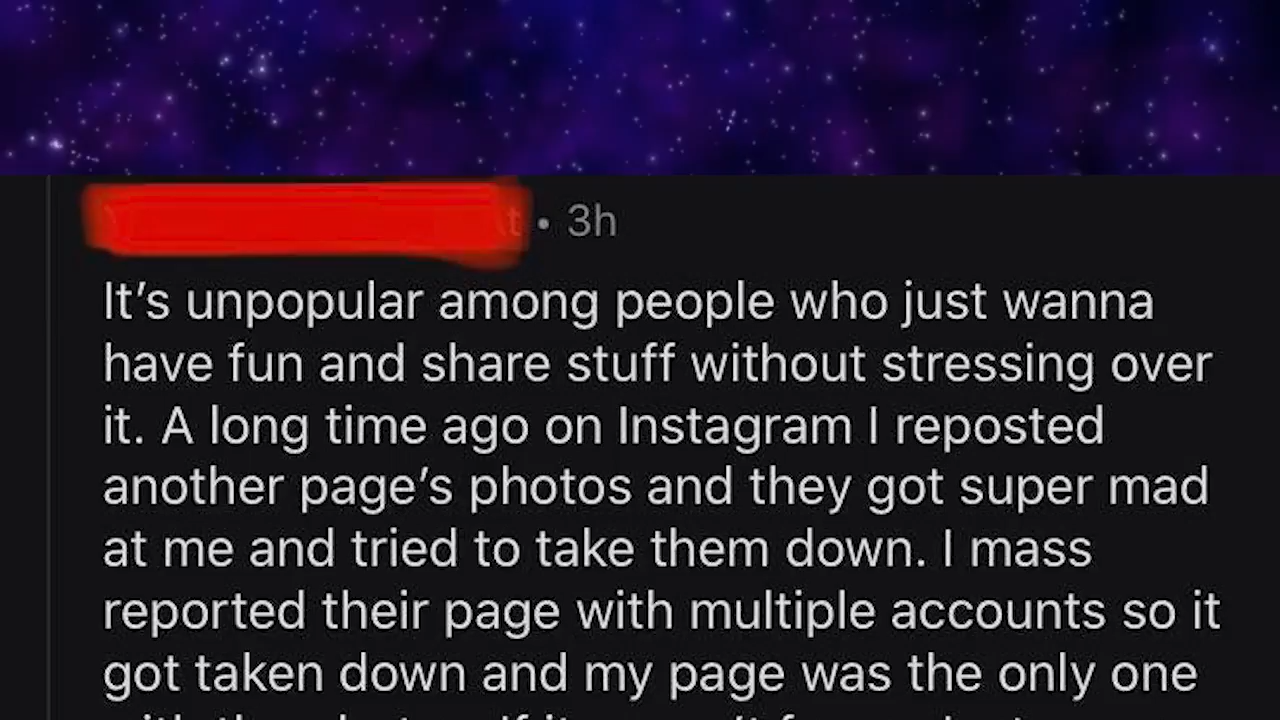 t • 3h
It's unpopular among people who just wanna
have fun and share stuff without stressing over
it. A long time ago on Instagram I reposted
another page's photos and they got super mad
at me and tried to take them down. I mass
reported their page with multiple accounts so it
got taken down and my page was the only one